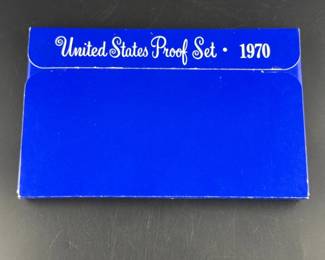 United States Proof Set · 1970